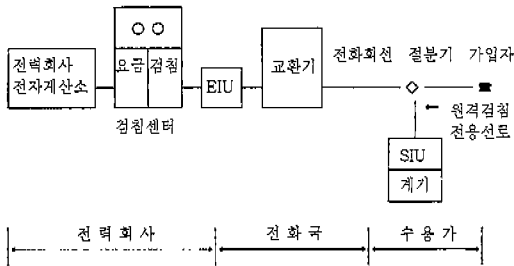 전력회사
전자계산소
요금 검침
검침센터
EIU
교환기
전화회선 절분기 가입자
원격검침
전용선로
SIU
계기
전력회사 전화국 수용가